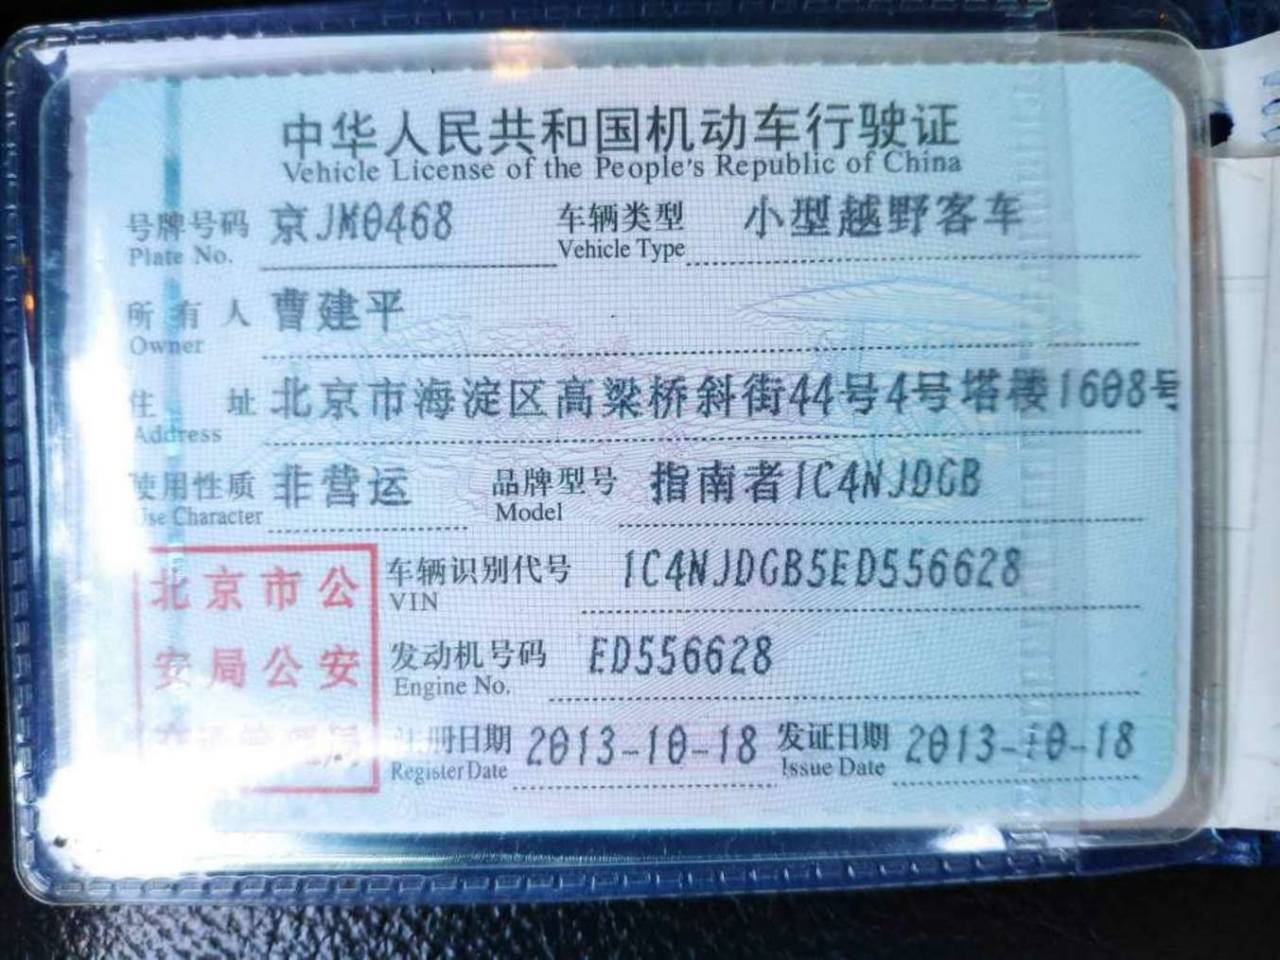 中华人民共和国机动车行驶证
Vehicle License of the People's Republic of China
号牌号码 京JM0468 车辆类型 小型越野客车
Plate No. Vehicle Type
所有人 曹建平
Owner
住址 北京市海淀区高梁桥斜街44号4号塔楼1608号
Address
使用性质 非营运 品牌型号 指南者1C4NJDGB
Use Character Model
车辆识别代号 1C4NJDGB5ED556628
VIN
发动机号码 ED556628
Engine No.
注册日期 2013-10-18 发证日期 2013-10-18
Register Date Issue Date
北京市公
安局公安